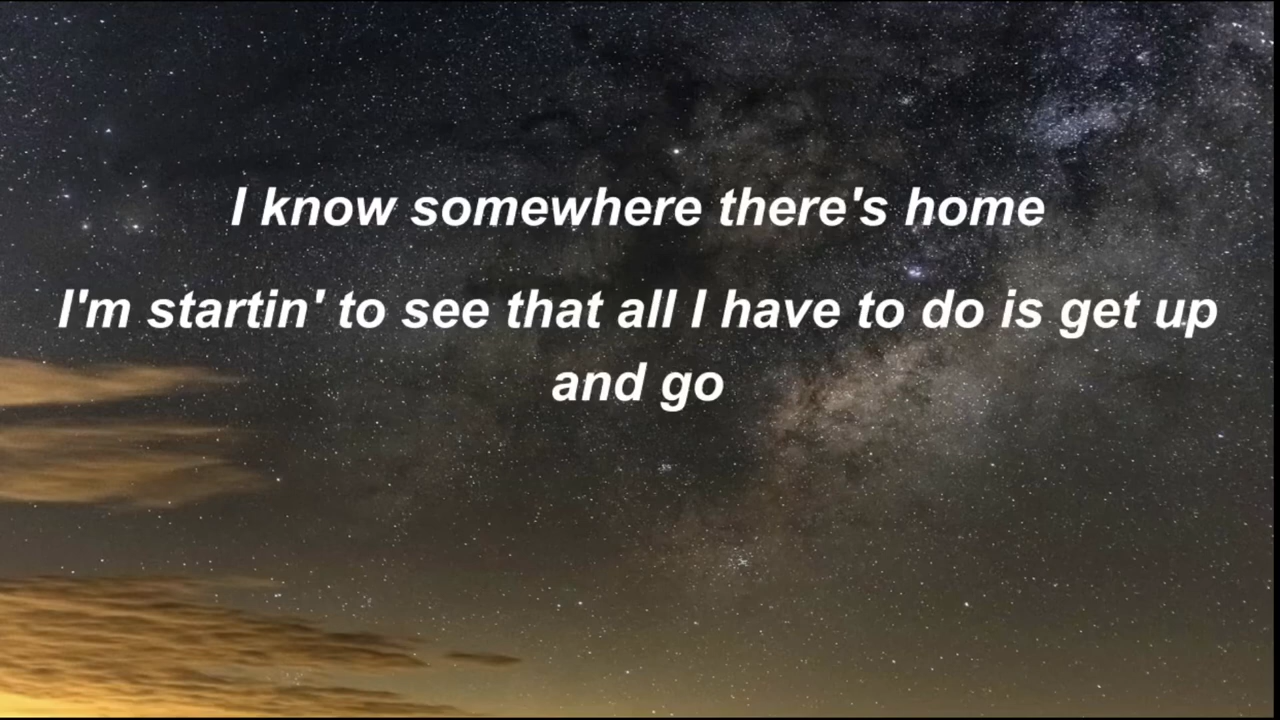 I know somewhere there's home
I'm startin' to see that all I have to do is get up
and go